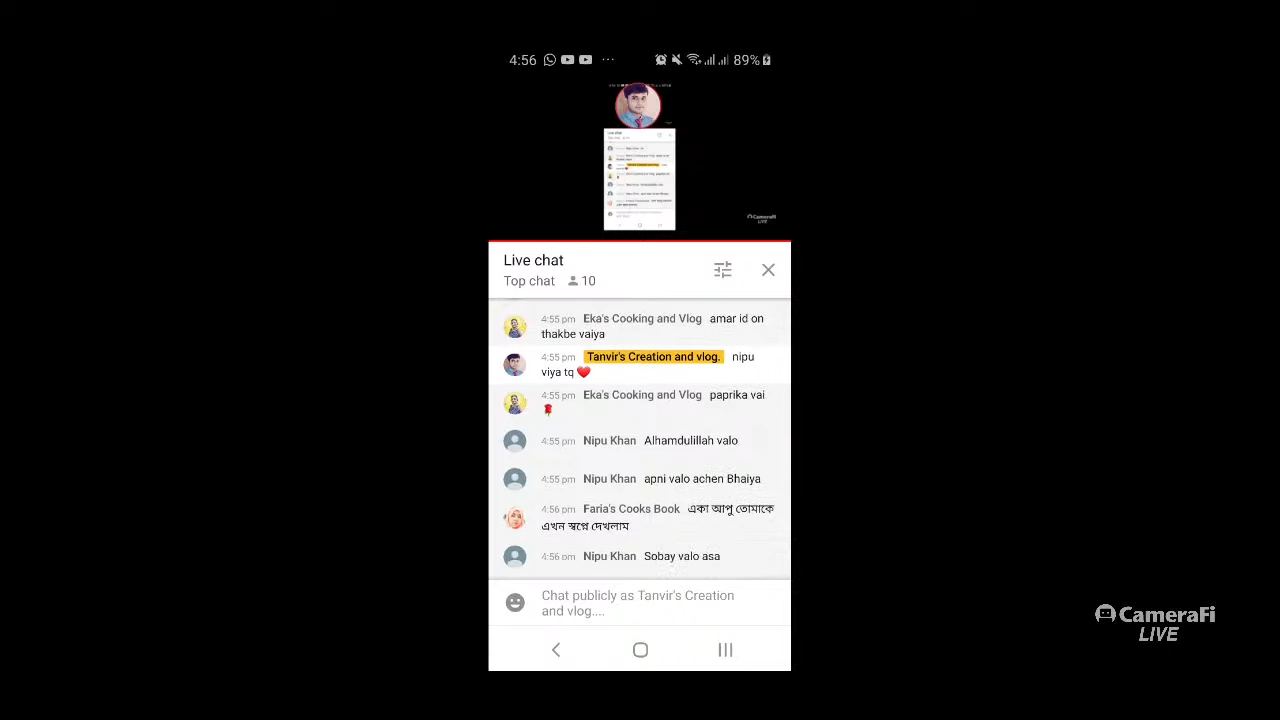 4:56 ... 89%
Live chat
Top chat 10
4:55 pm Eka's Cooking and Vlog amar id on
thakbe vaiya
4:55 pm Tanvir's Creation and vlog. nipu
viya tq ❤️
4:55 pm Eka's Cooking and Vlog paprika vai
🌹
4:55 pm Nipu Khan Alhamdulillah valo
4:55 pm Nipu Khan apni valo achen Bhaiya
4:56 pm Faria's Cooks Book একা আপু তোমাকে
এখন স্বপ্নে দেখলাম
4:56 pm Nipu Khan Sobay valo asa
Chat publicly as Tanvir's Creation
and vlog....
CameraFi
LIVE
CameraFi
LIVE